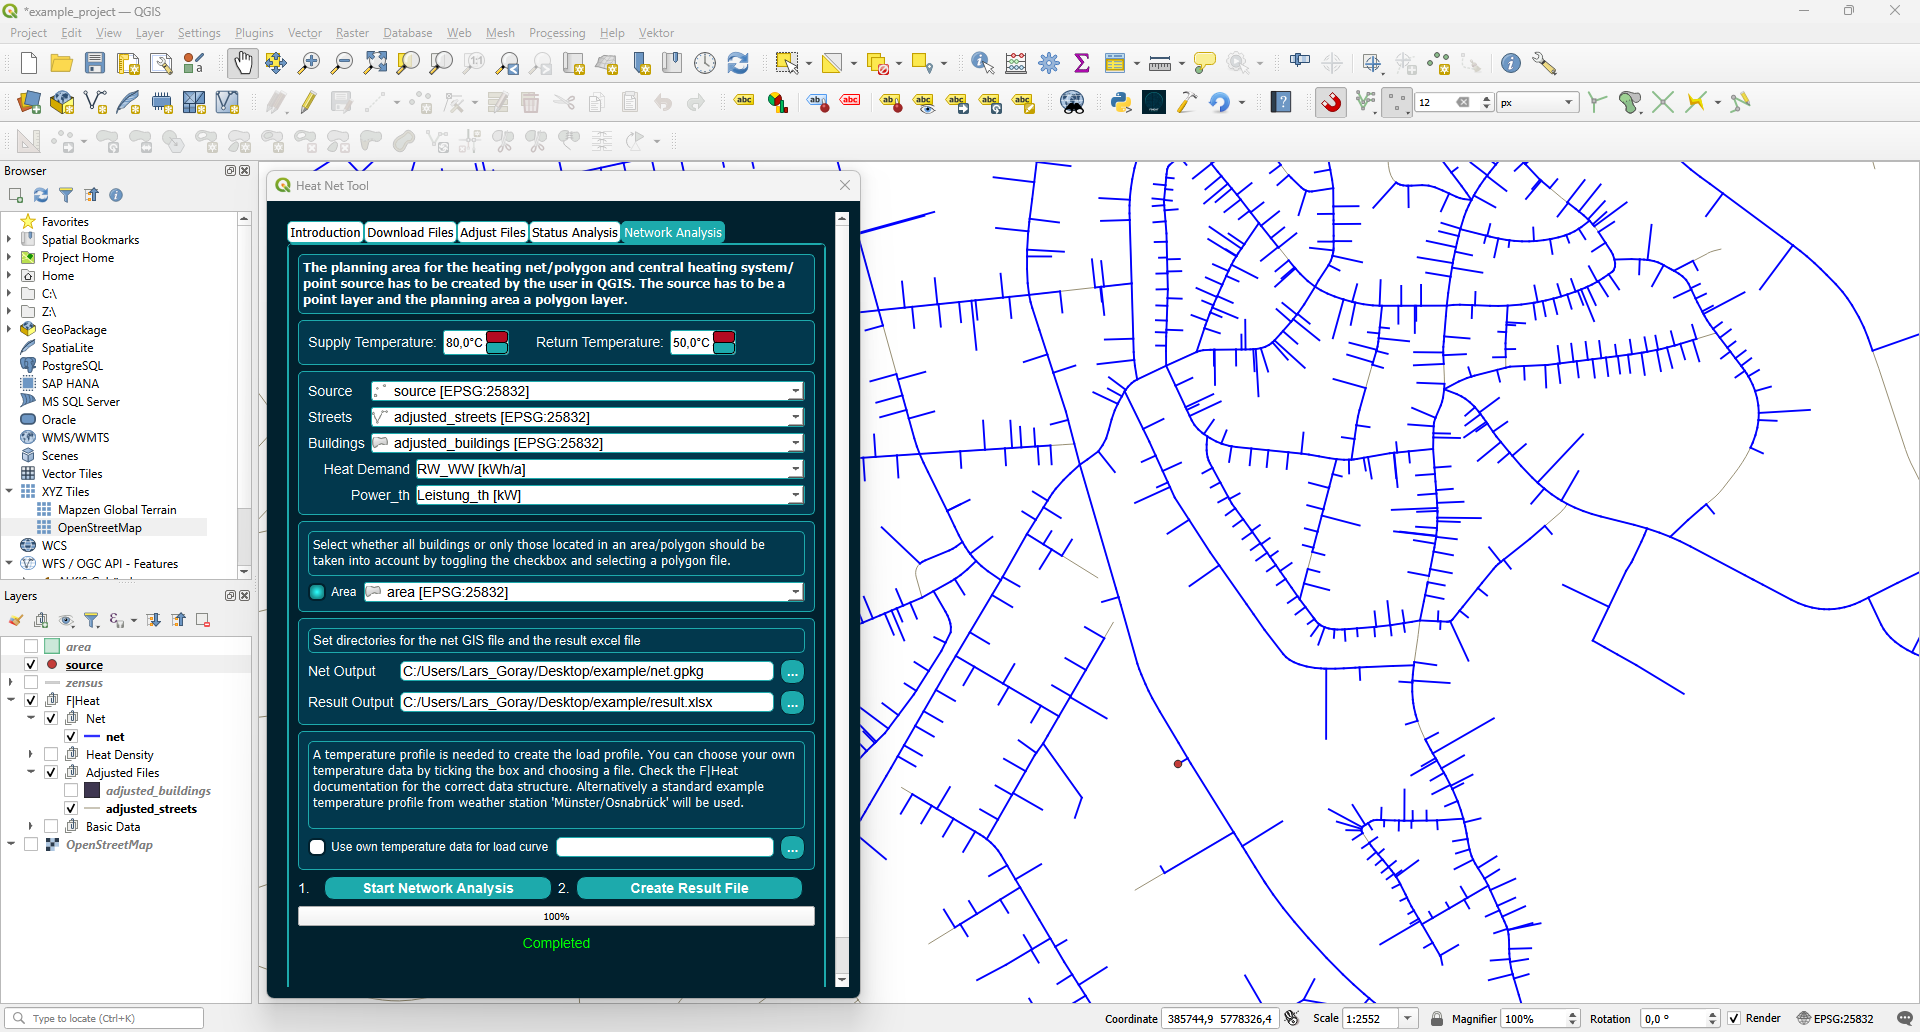 *example_project — QGIS
Project Edit View Layer Settings Plugins Vector Raster Database Web Mesh Processing Help Vektor
12 px
Browser
Favorites
Spatial Bookmarks
Project Home
Home
C:\
Z:\
GeoPackage
SpatiaLite
PostgreSQL
SAP HANA
MS SQL Server
Oracle
WMS/WMTS
Scenes
Vector Tiles
XYZ Tiles
Mapzen Global Terrain
OpenStreetMap
WCS
WFS / OGC API - Features
Layers
area
source
zensus
F|Heat
Net
net
Heat Density
Adjusted Files
adjusted_buildings
adjusted_streets
Basic Data
OpenStreetMap
Heat Net Tool
Introduction Download Files Adjust Files Status Analysis Network Analysis
The planning area for the heating net/polygon and central heating system/
point source has to be created by the user in QGIS. The source has to be a
point layer and the planning area a polygon layer.
Supply Temperature: 80,0°C Return Temperature: 50,0°C
Source source [EPSG:25832]
Streets adjusted_streets [EPSG:25832]
Buildings adjusted_buildings [EPSG:25832]
Heat Demand RW_WW [kWh/a]
Power_th Leistung_th [kW]
Select whether all buildings or only those located in an area/polygon should be
taken into account by toggling the checkbox and selecting a polygon file.
Area area [EPSG:25832]
Set directories for the net GIS file and the result excel file
Net Output C:/Users/Lars_Goray/Desktop/example/net.gpkg ...
Result Output C:/Users/Lars_Goray/Desktop/example/result.xlsx ...
A temperature profile is needed to create the load profile. You can choose your own
temperature data by ticking the box and choosing a file. Check the F|Heat
documentation for the correct data structure. Alternatively a standard example
temperature profile from weather station 'Münster/Osnabrück' will be used.
Use own temperature data for load curve ...
1. Start Network Analysis 2. Create Result File
100%
Completed
Type to locate (Ctrl+K)
Coordinate 385744,9 5778326,4 Scale 1:2552 Magnifier 100% Rotation 0,0 ° Render EPSG:25832